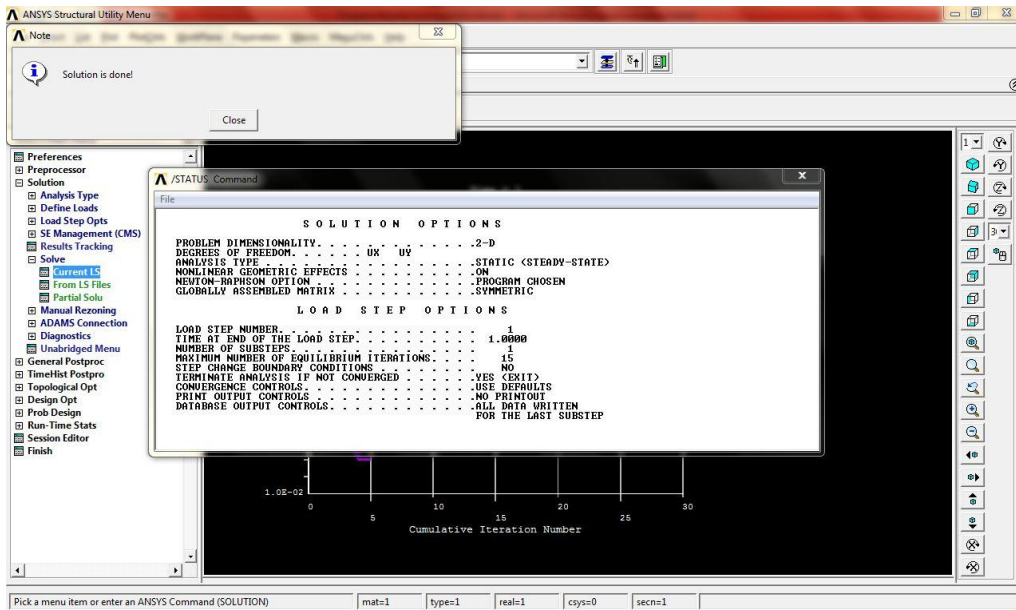 ANSYS Structural Utility Menu
Note
Solution is done!
Close
Preferences
Preprocessor
Solution
Analysis Type
Define Loads
Load Step Opts
SE Management (CMS)
Results Tracking
Solve
Current LS
From LS Files
Partial Solu
Manual Rezoning
ADAMS Connection
Diagnostics
Unabridged Menu
General Postproc
TimeHist Postpro
Topological Opt
Design Opt
Prob Design
Run-Time Stats
Session Editor
Finish
/STATUS Command
File
S O L U T I O N   O P T I O N S
PROBLEM DIMENSIONALITY. . . . . . . . . . . . .2-D
DEGREES OF FREEDOM. . . . . . UX   UY
ANALYSIS TYPE . . . . . . . . . . . . . . . . .STATIC (STEADY-STATE)
NONLINEAR GEOMETRIC EFFECTS . . . . . . . . . .ON
NEWTON-RAPHSON OPTION . . . . . . . . . . . . .PROGRAM CHOSEN
GLOBALLY ASSEMBLED MATRIX . . . . . . . . . . .SYMMETRIC
L O A D   S T E P   O P T I O N S
LOAD STEP NUMBER. . . . . . . . . . . . . . . .     1
TIME AT END OF THE LOAD STEP. . . . . . . . . .  1.0000
NUMBER OF SUBSTEPS. . . . . . . . . . . . . . .     1
MAXIMUM NUMBER OF EQUILIBRIUM ITERATIONS. . . .    15
STEP CHANGE BOUNDARY CONDITIONS . . . . . . . .    NO
TERMINATE ANALYSIS IF NOT CONVERGED . . . . . .YES (EXIT)
CONVERGENCE CONTROLS. . . . . . . . . . . . . .USE DEFAULTS
PRINT OUTPUT CONTROLS . . . . . . . . . . . . .NO PRINTOUT
DATABASE OUTPUT CONTROLS. . . . . . . . . . . .ALL DATA WRITTEN
FOR THE LAST SUBSTEP
1.0E-02
0 5 10 15 20 25 30
Cumulative Iteration Number
1
Pick a menu item or enter an ANSYS Command (SOLUTION)
mat=1
type=1
real=1
csys=0
secn=1